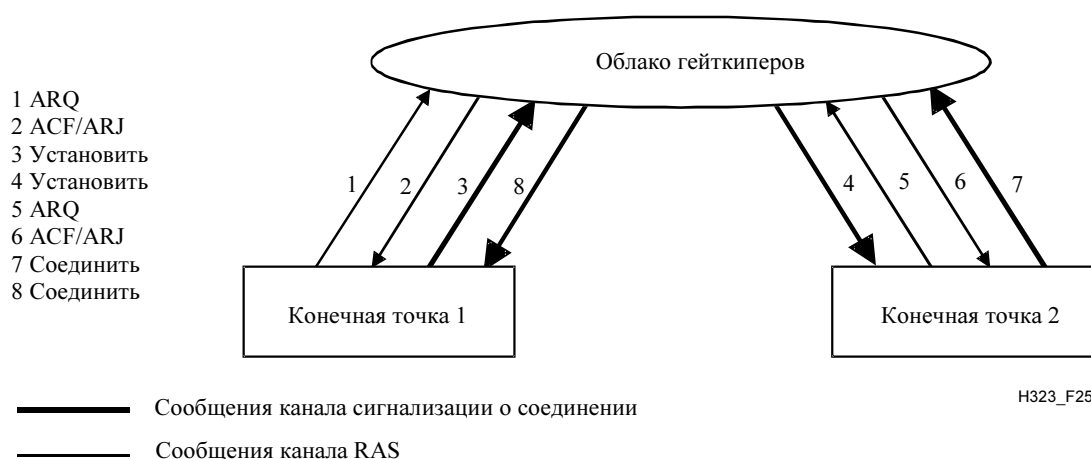 Облако гейткиперов
1 ARQ
2 ACF/ARJ
3 Установить
4 Установить
5 ARQ
6 ACF/ARJ
7 Соединить
8 Соединить
1 2 3 8 4 5 6 7
Конечная точка 1
Конечная точка 2
H323_F25
Сообщения канала сигнализации о соединении
Сообщения канала RAS